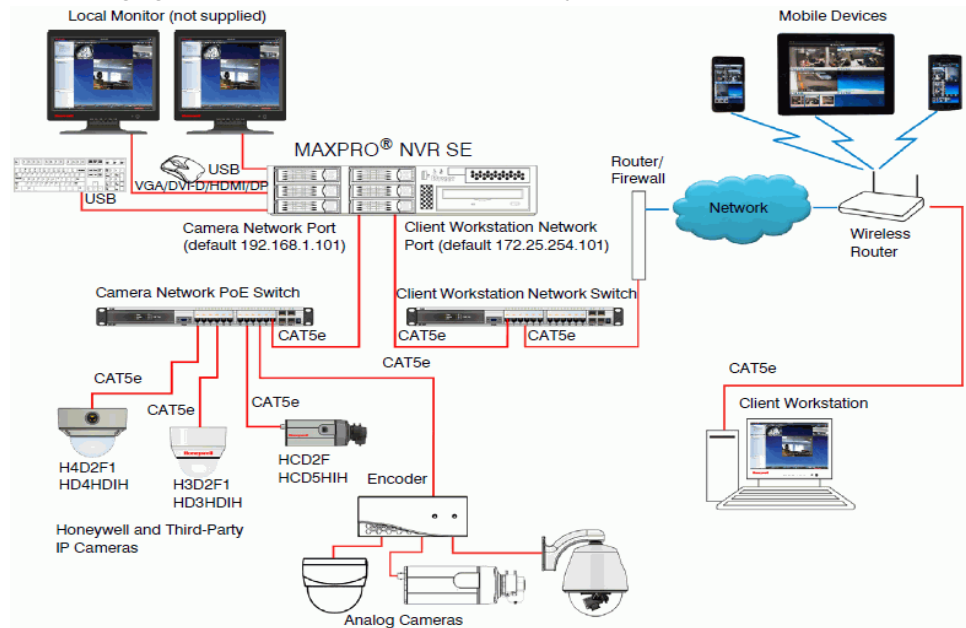 Local Monitor (not supplied)
Mobile Devices
MAXPRO® NVR SE
USB
VGA/DVI-D/HDMI/DP
USB
Router/
Firewall
Network
Wireless
Router
Camera Network Port
(default 192.168.1.101)
Client Workstation Network
Port (default 172.25.254.101)
Camera Network PoE Switch
Client Workstation Network Switch
CAT5e
CAT5e
CAT5e
CAT5e
CAT5e
CAT5e
CAT5e
CAT5e
Client Workstation
H4D2F1
HD4HDIH
Honeywell
H3D2F1
HD3HDIH
HCD2F
HCD5HIH
Encoder
Honeywell and Third-Party
IP Cameras
Analog Cameras